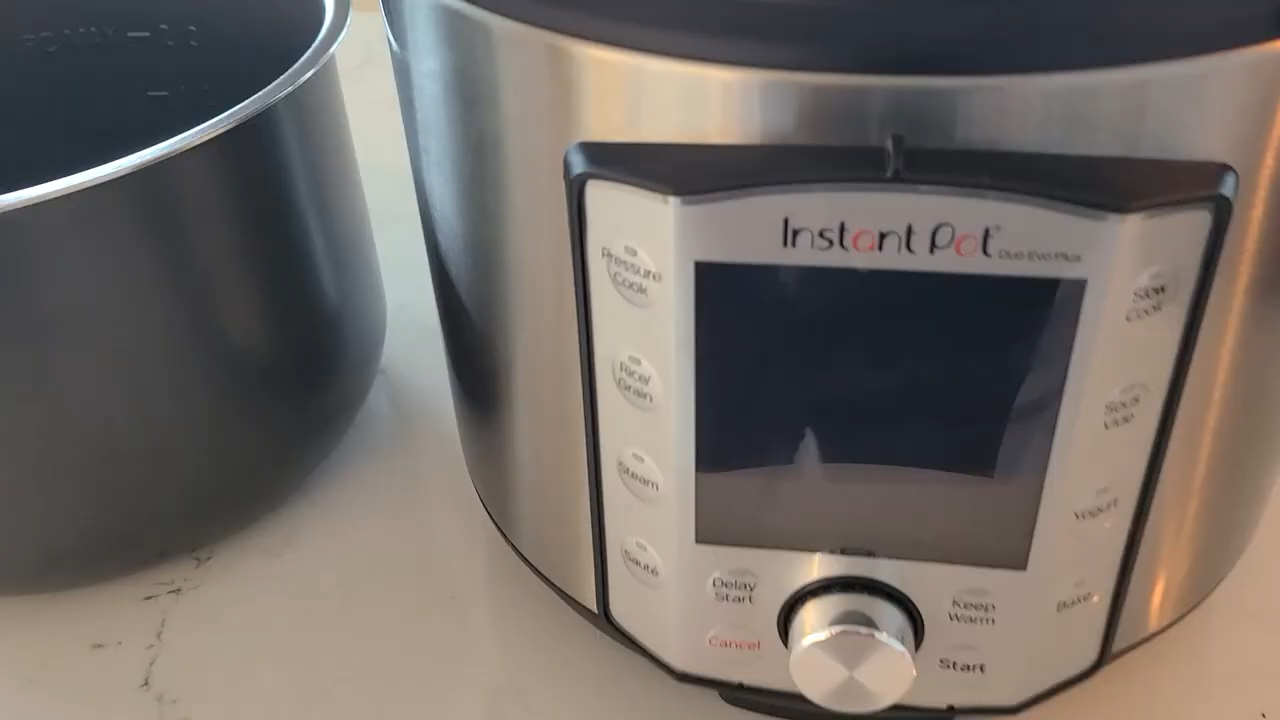 Instant Pot
Duo Evo Plus
Pressure
Cook
Rice/
Grain
Steam
Sauté
Delay
Start
Cancel
Keep
Warm
Start
Slow
Cook
Sous
Vide
Yogurt
Bake